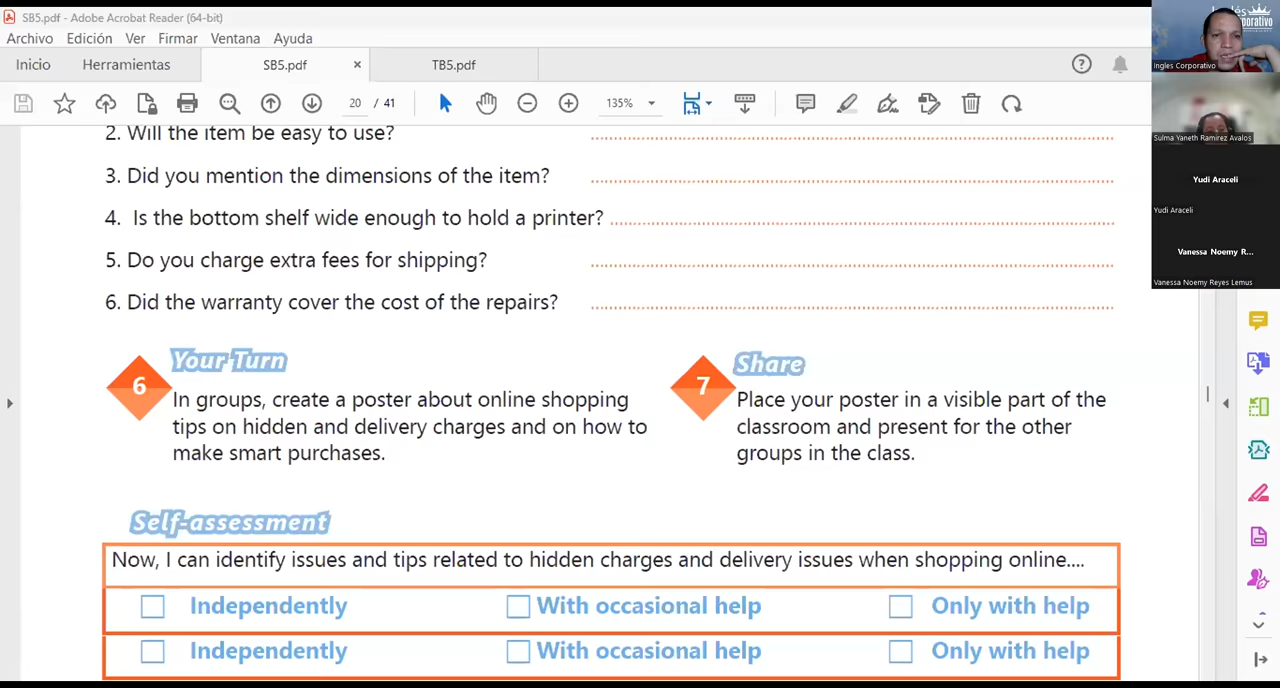 SB5.pdf - Adobe Acrobat Reader (64-bit)
Archivo Edición Ver Firmar Ventana Ayuda
Inicio Herramientas SB5.pdf × TB5.pdf
20 / 41 135%
2. Will the item be easy to use?
3. Did you mention the dimensions of the item?
4. Is the bottom shelf wide enough to hold a printer?
5. Do you charge extra fees for shipping?
6. Did the warranty cover the cost of the repairs?
6 Your Turn
In groups, create a poster about online shopping
tips on hidden and delivery charges and on how to
make smart purchases.
7 Share
Place your poster in a visible part of the
classroom and present for the other
groups in the class.
Self-assessment
Now, I can identify issues and tips related to hidden charges and delivery issues when shopping online....
Independently With occasional help Only with help
Independently With occasional help Only with help
Ingles Corporativo
Sulma Yaneth Ramirez Avalos
Yudi Araceli
Yudi Araceli
Vanessa Noemy R...
Vanessa Noemy Reyes Lemus